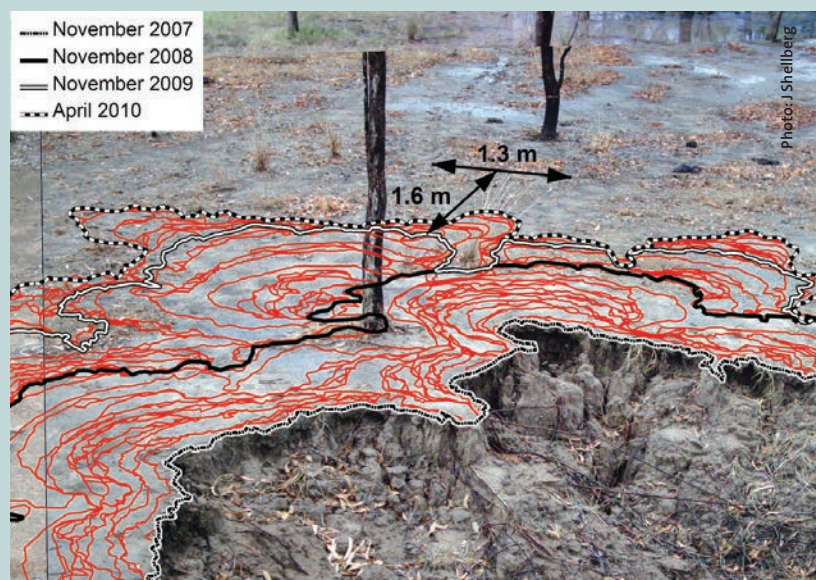 November 2007
November 2008
November 2009
April 2010
1.3 m
1.6 m
Photo: J Shellberg